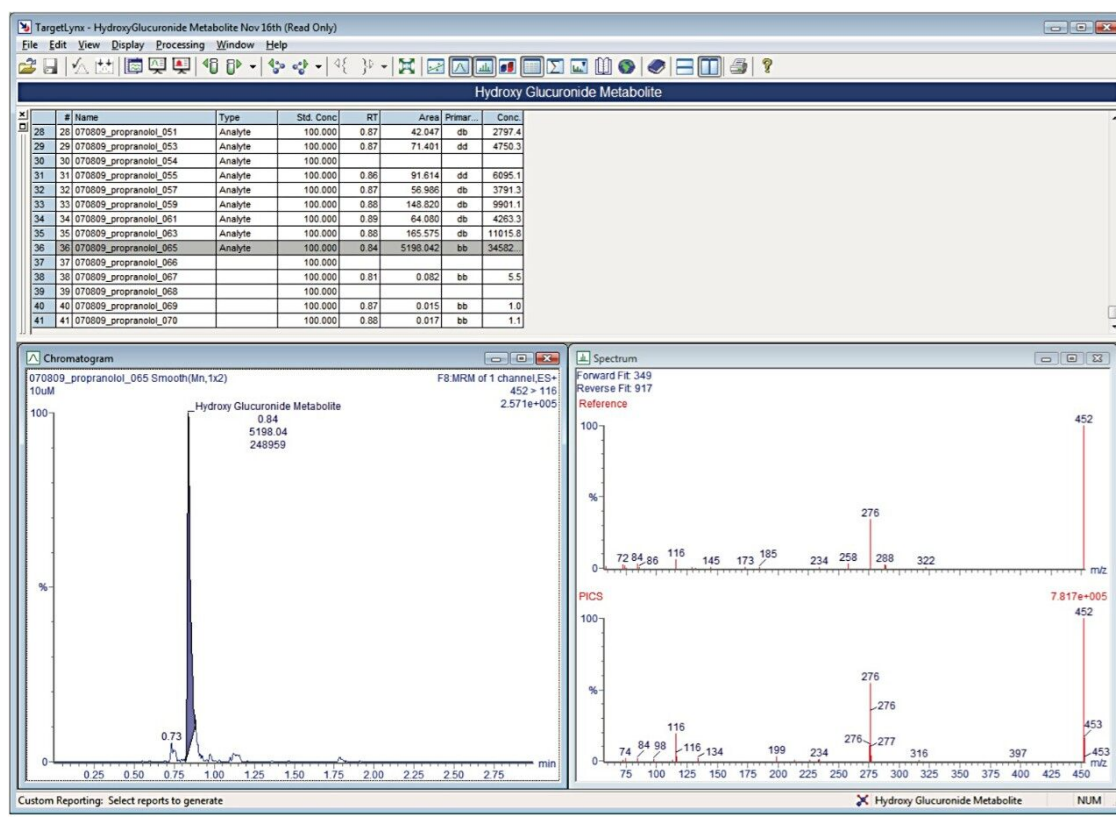 TargetLynx - HydroxyGlucuronide Metabolite Nov 16th (Read Only)
File Edit View Display Processing Window Help
Hydroxy Glucuronide Metabolite
# Name Type Std. Conc RT Area Primar... Conc.
28 28 070809_propranolol_051 Analyte 100.000 0.87 42.047 db 2797.4
29 29 070809_propranolol_053 Analyte 100.000 0.87 71.401 dd 4750.3
30 30 070809_propranolol_054 Analyte 100.000
31 31 070809_propranolol_055 Analyte 100.000 0.86 91.614 dd 6095.1
32 32 070809_propranolol_057 Analyte 100.000 0.87 56.986 db 3791.3
33 33 070809_propranolol_059 Analyte 100.000 0.88 148.820 db 9901.1
34 34 070809_propranolol_061 Analyte 100.000 0.89 64.080 db 4263.3
35 35 070809_propranolol_063 Analyte 100.000 0.88 165.575 db 11015.8
36 36 070809_propranolol_065 Analyte 100.000 0.84 5198.042 bb 34582...
37 37 070809_propranolol_066 100.000
38 38 070809_propranolol_067 100.000 0.81 0.082 bb 5.5
39 39 070809_propranolol_068 100.000
40 40 070809_propranolol_069 100.000 0.87 0.015 bb 1.0
41 41 070809_propranolol_070 100.000 0.88 0.017 bb 1.1
Chromatogram
070809_propranolol_065 Smooth(Mn,1x2) F8:MRM of 1 channel,ES+
10uM 452 > 116
2.571e+005
100
Hydroxy Glucuronide Metabolite
0.84
5198.04
248959
%
0.73
0
0.25 0.50 0.75 1.00 1.25 1.50 1.75 2.00 2.25 2.50 2.75 min
Spectrum
Forward Fit: 349
Reverse Fit: 917
Reference
452
100
%
276
72 84 86 116 145 173 185 234 258 288 322
0
m/z
PICS 7.817e+005
452
100
276
%
276
116 453
276 277
74 84 98 116 134 199 234 316 397 453
0
75 100 125 150 175 200 225 250 275 300 325 350 375 400 425 450 m/z
Custom Reporting: Select reports to generate Hydroxy Glucuronide Metabolite NUM